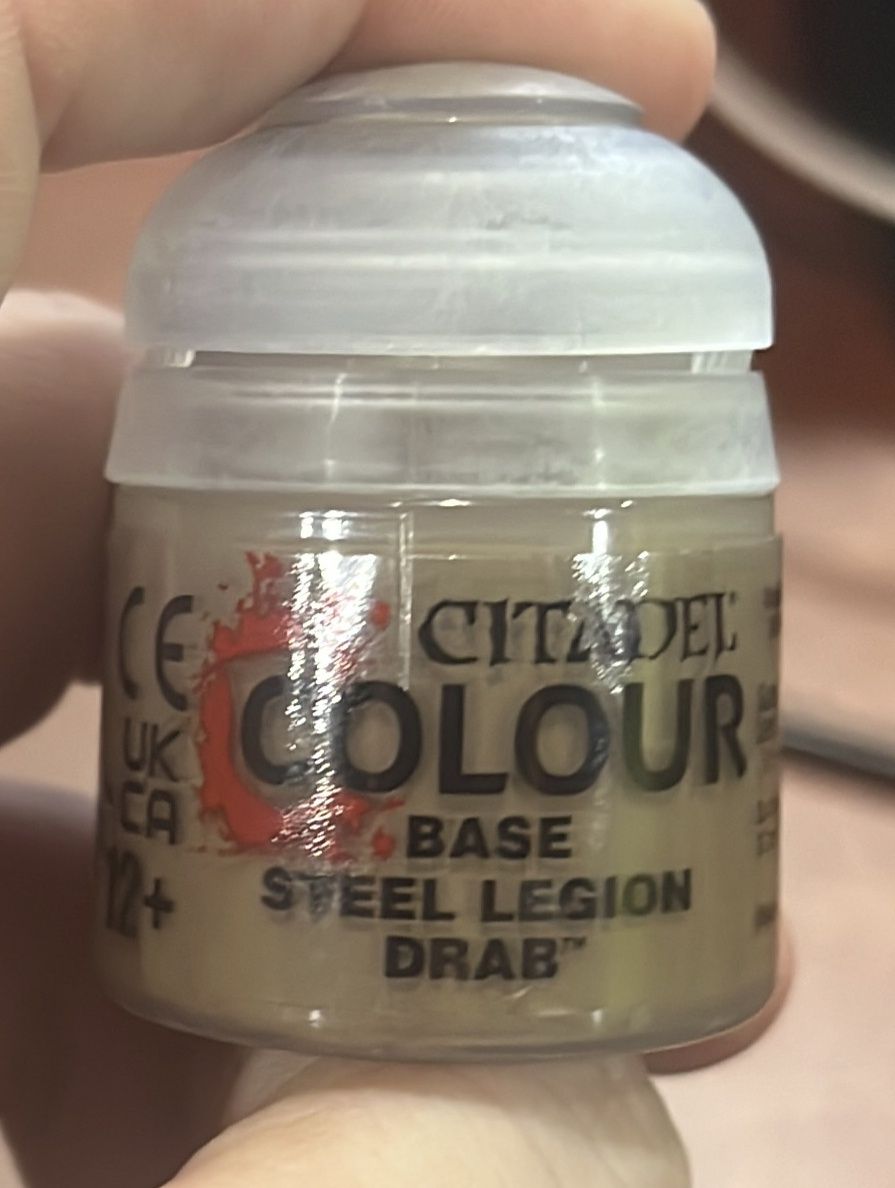 CE
UK
CA
12+
CITADEL
COLOUR
BASE
STEEL LEGION
DRAB™